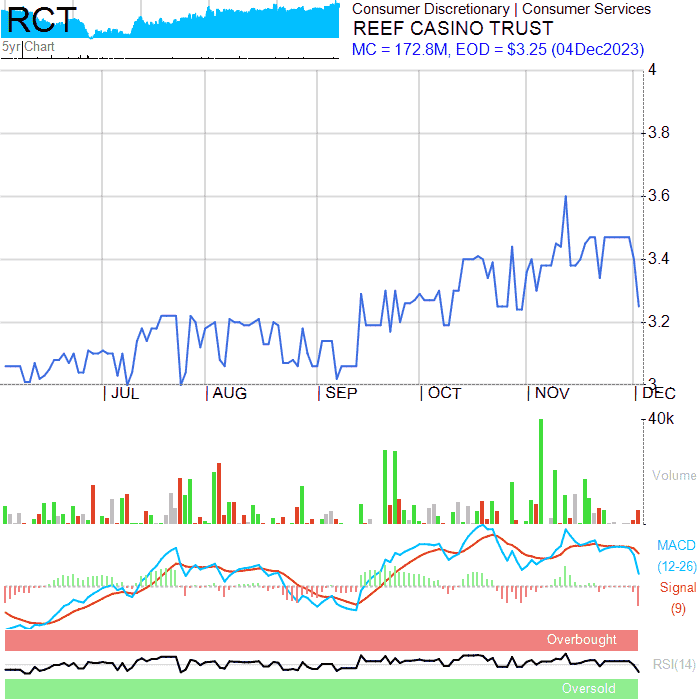 RCT
5yr Chart
Consumer Discretionary | Consumer Services
REEF CASINO TRUST
MC = 172.8M, EOD = $3.25 (04Dec2023)
4
3.8
3.6
3.4
3.2
3
JUL
AUG
SEP
OCT
NOV
DEC
40k
Volume
MACD
(12-26)
Signal
(9)
Overbought
RSI(14)
Oversold